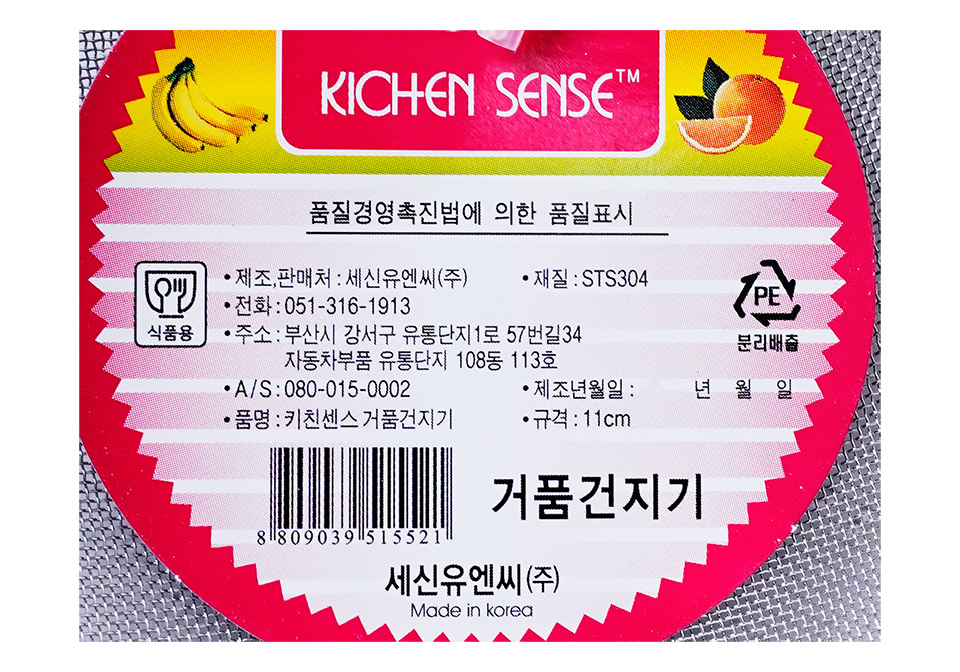 KICHEN SENSE™
품질경영촉진법에 의한 품질표시
식품용
•제조,판매처 : 세신유엔씨(주)
•재질 : STS304
•전화 : 051-316-1913
•주소 : 부산시 강서구 유통단지1로 57번길34
자동차부품 유통단지 108동 113호
•A/S : 080-015-0002
•제조년월일 : 년 월 일
•품명 : 키친센스 거품건지기
•규격 : 11cm
PE
분리배출
8 809039 515521
거품건지기
세신유엔씨(주)
Made in korea